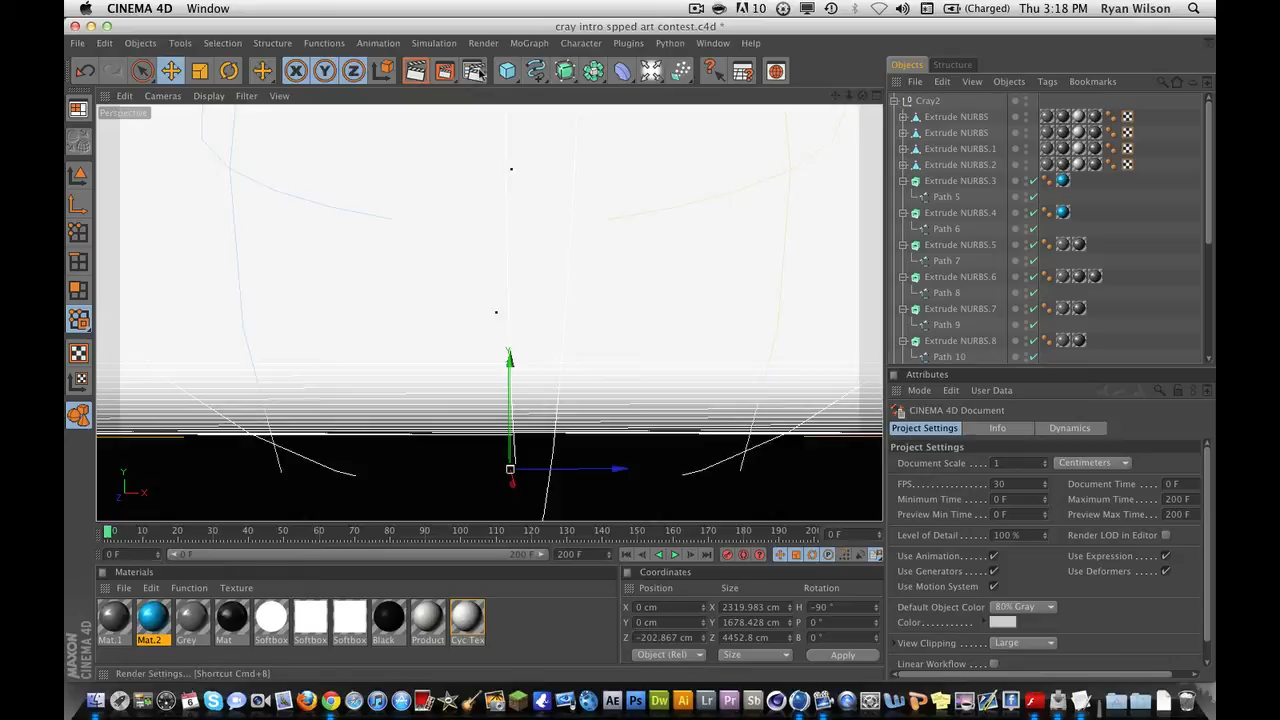 CINEMA 4D Window 10 (Charged) Thu 3:18 PM Ryan Wilson
cray intro spped art contest.c4d *
File Edit Objects Tools Selection Structure Functions Animation Simulation Render MoGraph Character Plugins Python Window Help
Objects Structure
Edit Cameras Display Filter View
File Edit View Objects Tags Bookmarks
Perspective
Cray2
Extrude NURBS
Extrude NURBS
Extrude NURBS.1
Extrude NURBS.2
Extrude NURBS.3
Path 5
Extrude NURBS.4
Path 6
Extrude NURBS.5
Path 7
Extrude NURBS.6
Path 8
Extrude NURBS.7
Path 9
Extrude NURBS.8
Path 10
Y
Y
Z X
Attributes
Mode Edit User Data
CINEMA 4D Document
Project Settings Info Dynamics
Project Settings
Document Scale 1 Centimeters
FPS 30 Document Time 0 F
Minimum Time 0 F Maximum Time 200 F
Preview Min Time 0 F Preview Max Time 200 F
Level of Detail 100 % Render LOD in Editor
Use Animation Use Expression
Use Generators Use Deformers
Use Motion System
Default Object Color 80% Gray
Color
View Clipping Large
Linear Workflow
0 10 20 30 40 50 60 70 80 90 100 110 120 130 140 150 160 170 180 190 20 0 F
0 F 0 F 200 F 200 F
Materials
File Edit Function Texture
Mat.1 Mat.2 Grey Mat Softbox Softbox Softbox Black Product Cyc Tex
Coordinates
Position Size Rotation
X 0 cm X 2319.983 cm H -90 °
Y 0 cm Y 1678.428 cm P 0 °
Z -202.867 cm Z 4452.8 cm B 0 °
Object (Rel) Size Apply
MAXON
CINEMA 4D
Render Settings... [Shortcut Cmd+B]
AE Ps Dw Ai Lr Pr Sb